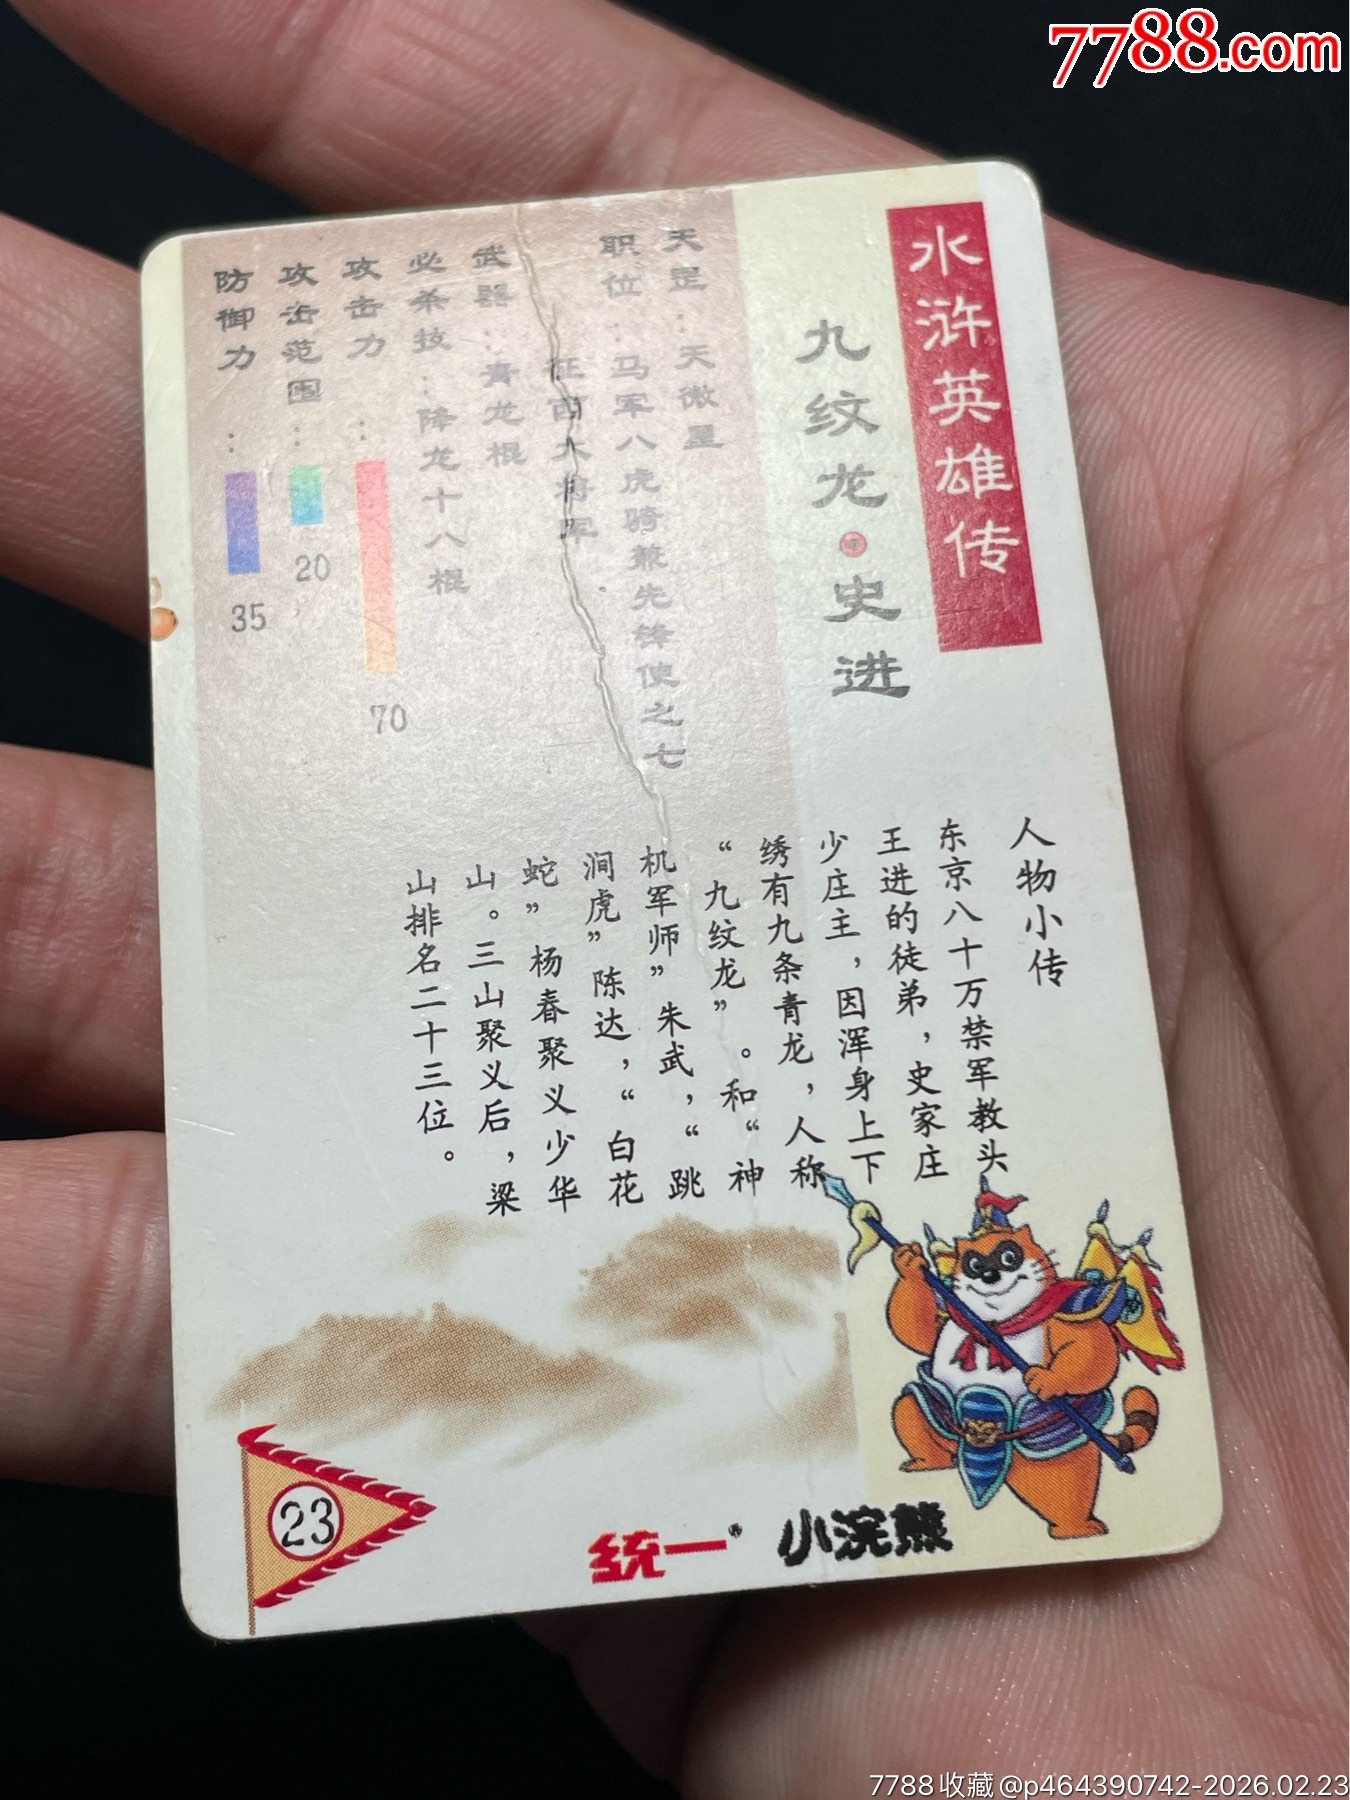 7788.com
水浒英雄传
九纹龙·史进
天罡：天微星
职位：马军八虎骑兼先锋使之七
征西大将军
武器：青龙棍
必杀技：降龙十八棍
攻击力：
70
攻击范围：
20
防御力：
35
人物小传
东京八十万禁军教头
王进的徒弟，史家庄
少庄主，因浑身上下
绣有九条青龙，人称
“九纹龙”。和“神
机军师”朱武，“跳
涧虎”陈达，“白花
蛇”杨春聚义少华
山。三山聚义后，梁
山排名二十三位。
23
统一 小浣熊
7788收藏@p464390742-2026.02.23